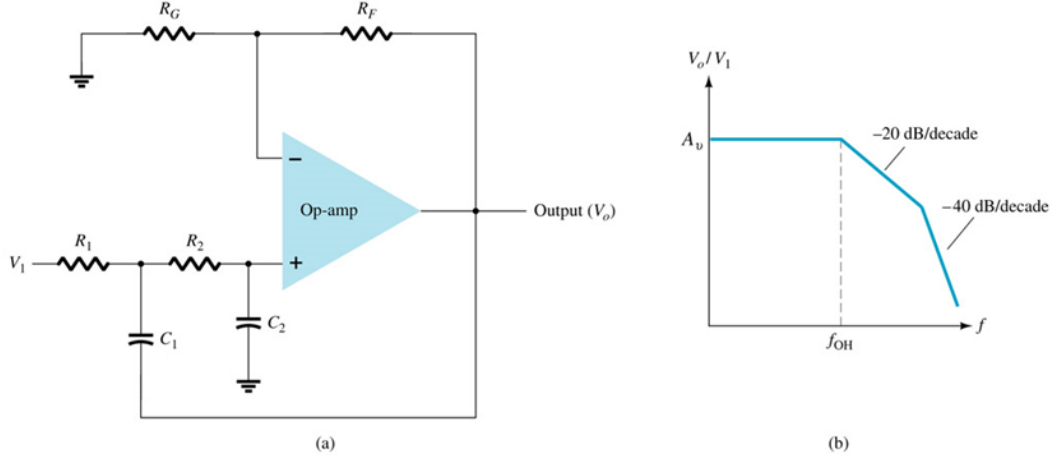 R_G
R_F
V_o / V_1
A_υ
−20 dB/decade
−40 dB/decade
−
Op-amp
Output (V_o)
R_1
R_2
V_1
+
C_1
C_2
f
f_OH
(a)
(b)